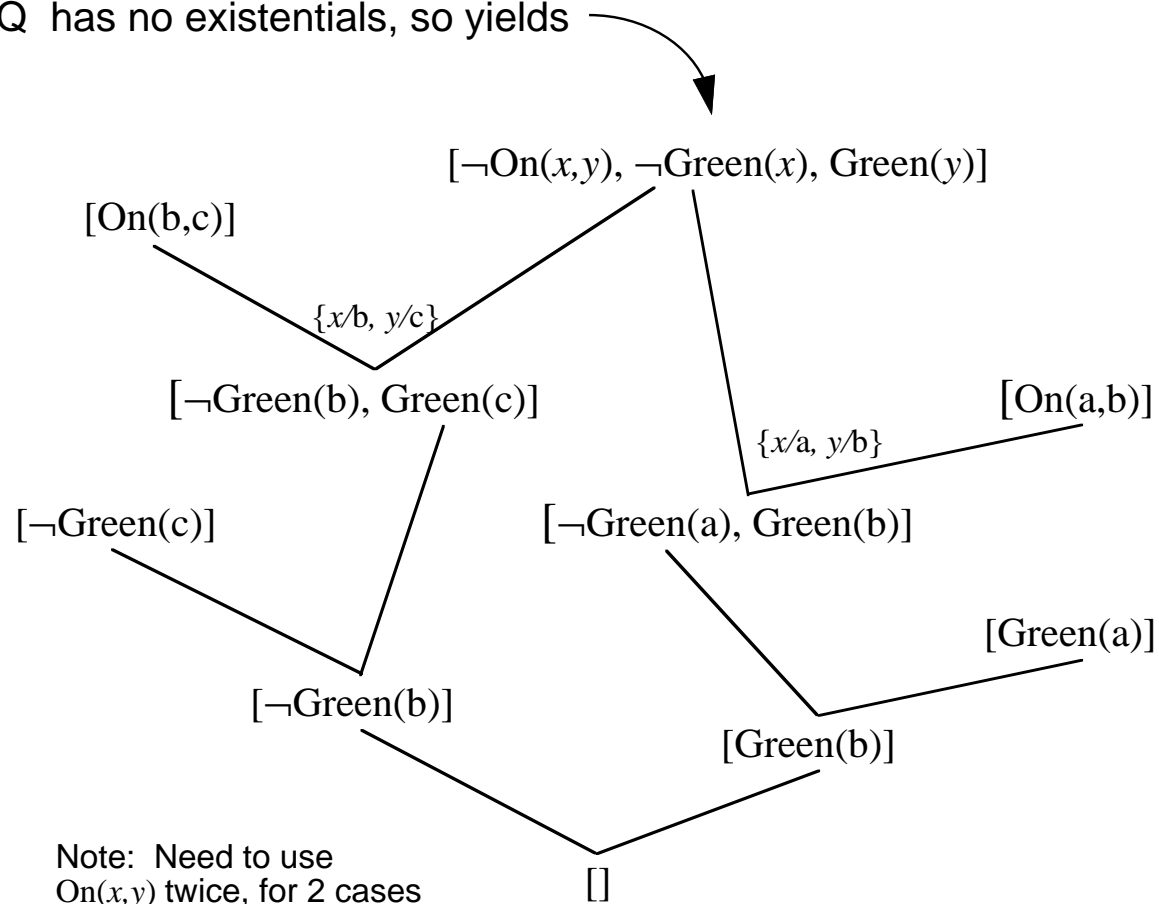 Q has no existentials, so yields
[¬On(x,y), ¬Green(x), Green(y)]
[On(b,c)]
{x/b, y/c}
[¬Green(b), Green(c)]
[On(a,b)]
{x/a, y/b}
[¬Green(c)]
[¬Green(a), Green(b)]
[Green(a)]
[¬Green(b)]
[Green(b)]
Note: Need to use
On(x,y) twice, for 2 cases
[]